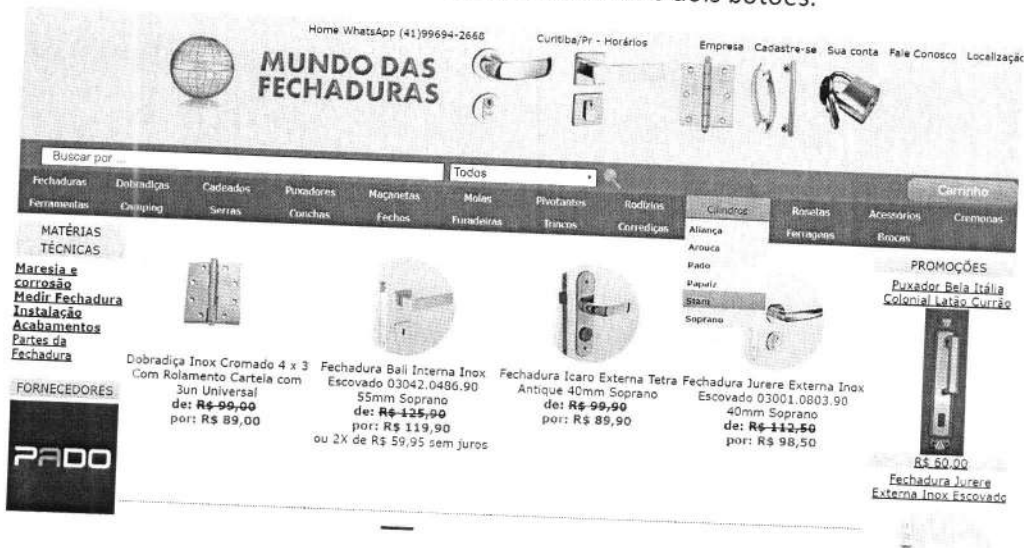 dois botões.
Home WhatsApp (41)99694-2668 Curitiba/Pr - Horários Empresa Cadastre-se Sua conta Fale Conosco Localização
MUNDO DAS
FECHADURAS
Buscar por ...
Todos
Carrinho
Fechaduras Dobradiças Cadeados Puxadores Maçanetas Molas Pivotantes Rodízios Cilindros Rosetas Acessórios Cremonas
Ferramentas Camping Serras Conchas Fechos Furadeiras Trincos Corrediças Ferragens Brocas
Aliança
Arouca
Pado
Papaiz
Stam
Soprano
MATÉRIAS
TÉCNICAS
Maresia e
corrosão
Medir Fechadura
Instalação
Acabamentos
Partes da
Fechadura
FORNECEDORES
PADO
Dobradiça Inox Cromado 4 x 3
Com Rolamento Cartela com
3un Universal
de: R$ 99,00
por: R$ 89,00
Fechadura Bali Interna Inox
Escovado 03042.0486.90
55mm Soprano
de: R$ 125,90
por: R$ 119,90
ou 2X de R$ 59,95 sem juros
Fechadura Icaro Externa Tetra
Antique 40mm Soprano
de: R$ 99,90
por: R$ 89,90
Fechadura Jurere Externa Inox
Escovado 03001.0803.90
40mm Soprano
de: R$ 112,50
por: R$ 98,50
PROMOÇÕES
Puxador Bela Itália
Colonial Latão Currão
R$ 60,00
Fechadura Jurere
Externa Inox Escovado